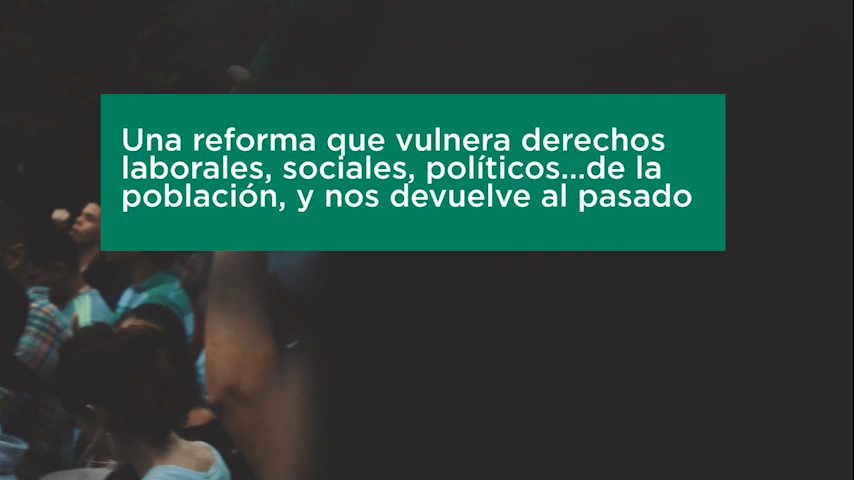 Una reforma que vulnera derechos
laborales, sociales, políticos...de la
población, y nos devuelve al pasado